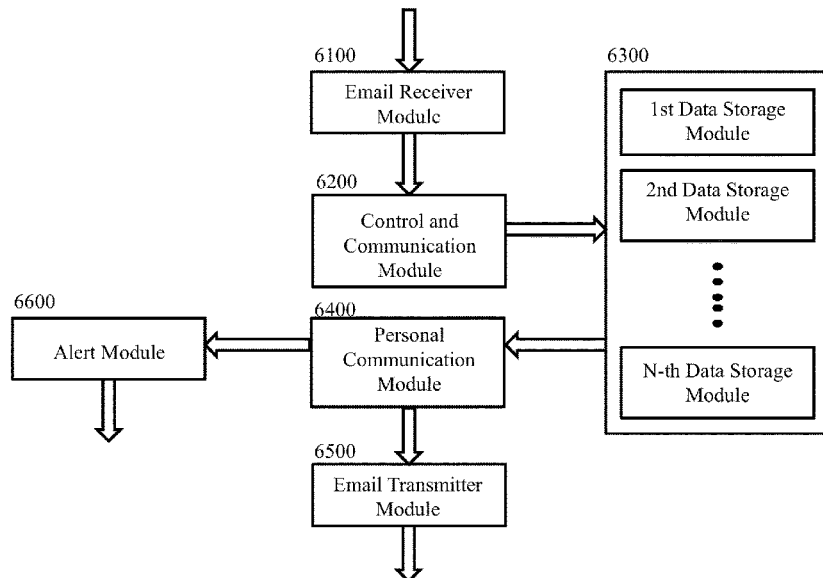 6100
Email Receiver
Module
6200
Control and
Communication
Module
6300
1st Data Storage
Module
2nd Data Storage
Module
N-th Data Storage
Module
6600
Alert Module
6400
Personal
Communication
Module
6500
Email Transmitter
Module